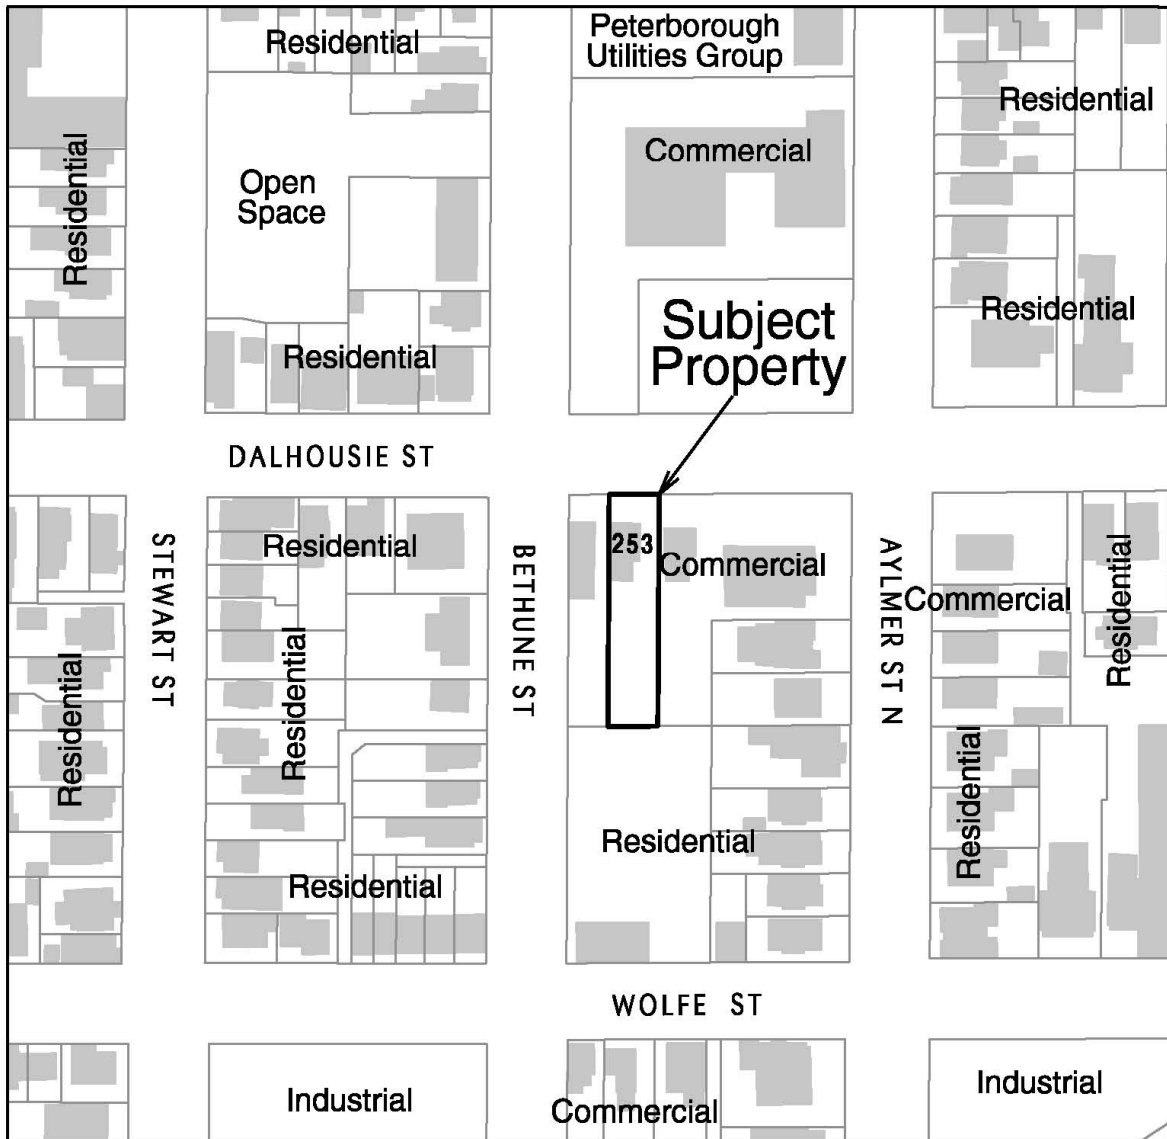 Peterborough
Utilities Group
Residential
Residential
Commercial
Residential
Open
Space
Residential
Subject
Property
Residential
DALHOUSIE ST
STEWART ST
Residential
BETHUNE ST
253
Commercial
AYLMER ST N
Commercial
Residential
Residential
Residential
Residential
Residential
Residential
WOLFE ST
Industrial
Commercial
Industrial